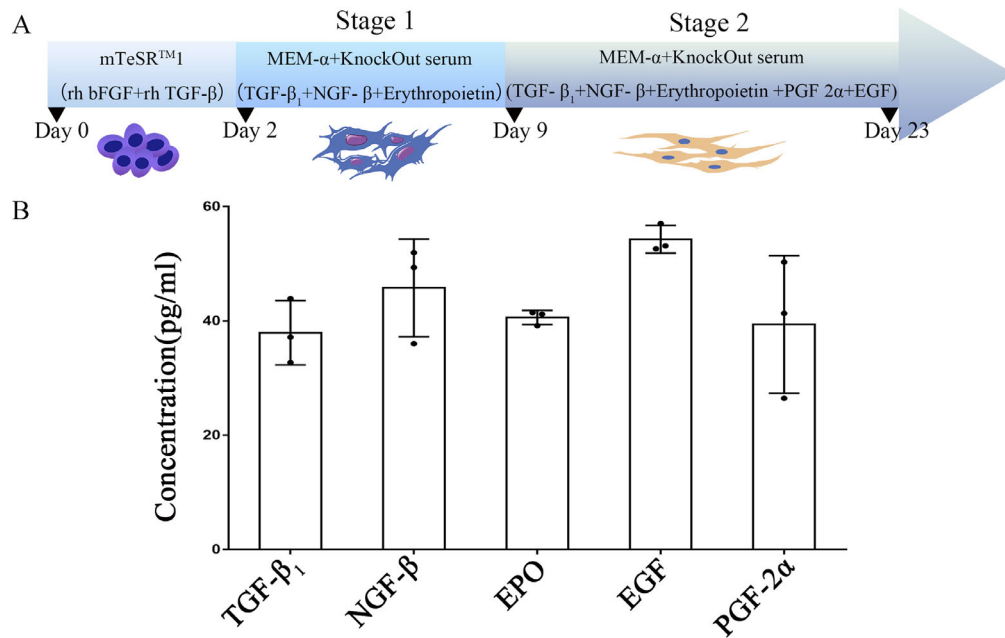 A
Stage 1
Stage 2
mTeSR™1
(rh bFGF+rh TGF-β)
MEM-α+KnockOut serum
(TGF-β₁+NGF- β+Erythropoietin)
MEM-α+KnockOut serum
(TGF- β₁+NGF- β+Erythropoietin +PGF 2α+EGF)
Day 0
Day 2
Day 9
Day 23
B
Concentration(pg/ml)
60
40
20
0
TGF-β₁
NGF-β
EPO
EGF
PGF-2α